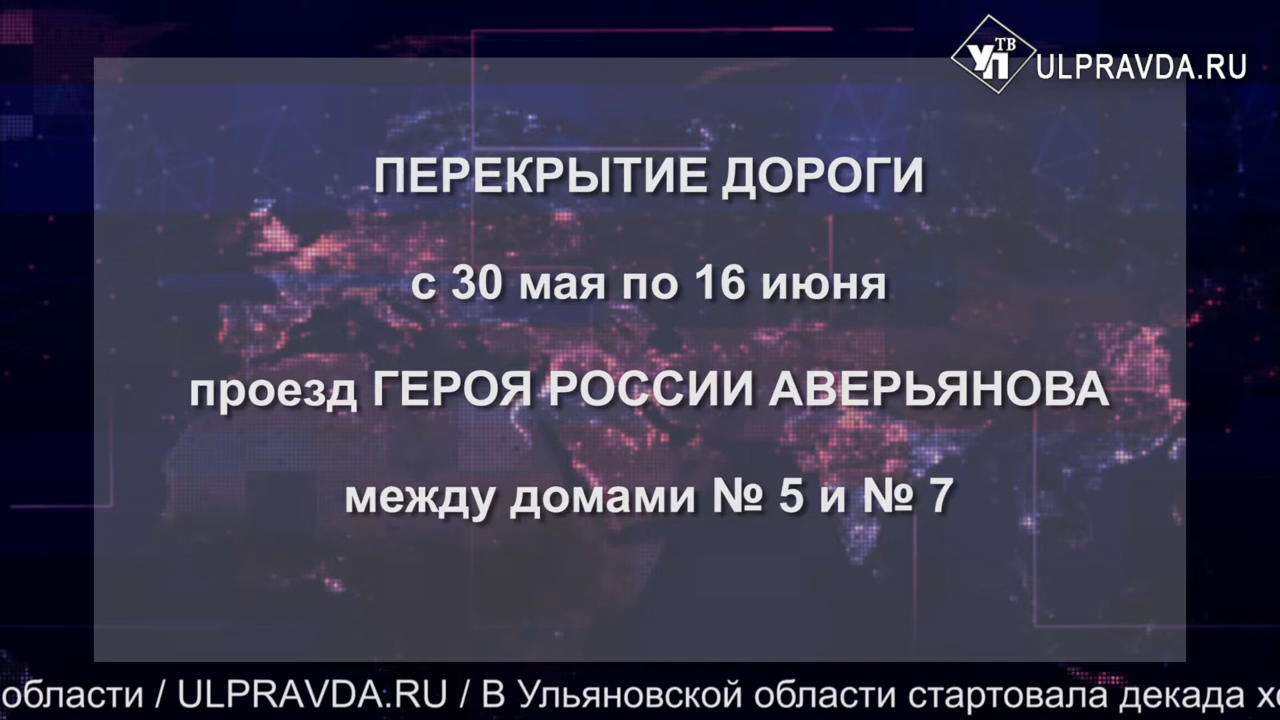 ТВ
УП
ULPRAVDA.RU
ПЕРЕКРЫТИЕ ДОРОГИ
с 30 мая по 16 июня
проезд ГЕРОЯ РОССИИ АВЕРЬЯНОВА
между домами № 5 и № 7
области / ULPRAVDA.RU / В Ульяновской области стартовала декада